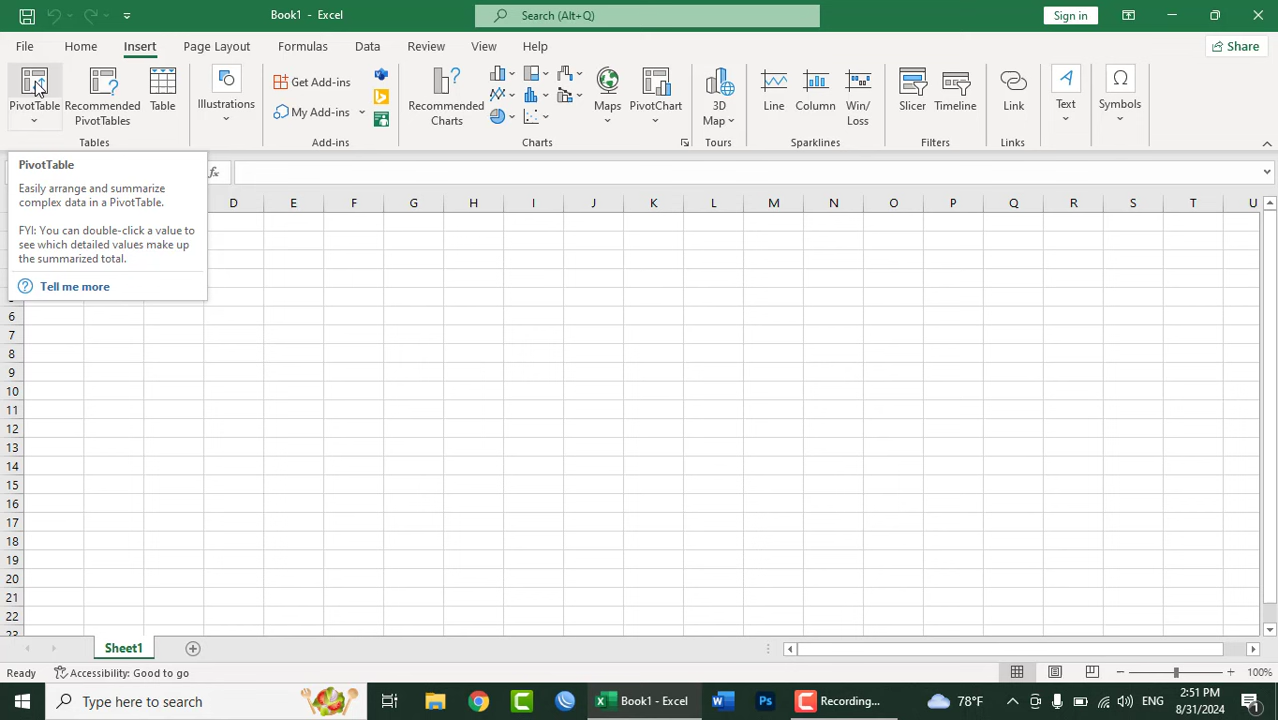 Book1 - Excel
Search (Alt+Q)
Sign in
File
Home
Insert
Page Layout
Formulas
Data
Review
View
Help
Share
PivotTable
Recommended
PivotTables
Table
Illustrations
Get Add-ins
My Add-ins
Recommended
Charts
Maps
PivotChart
3D
Map
Line
Column
Win/
Loss
Slicer
Timeline
Link
Text
Symbols
Tables
Add-ins
Charts
Tours
Sparklines
Filters
Links
fx
PivotTable
Easily arrange and summarize
complex data in a PivotTable.
FYI: You can double-click a value to
see which detailed values make up
the summarized total.
Tell me more
D E F G H I J K L M N O P Q R S T U
6
7
8
9
10
11
12
13
14
15
16
17
18
19
20
21
22
23
Sheet1
Ready
Accessibility: Good to go
100%
Type here to search
Book1 - Excel
Recording...
78°F
ENG
2:51 PM
8/31/2024
1